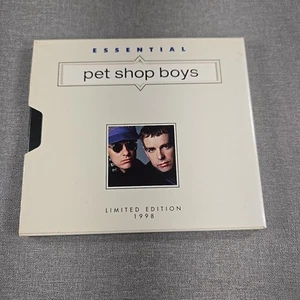 ESSENTIAL
pet shop boys
LIMITED EDITION
1998